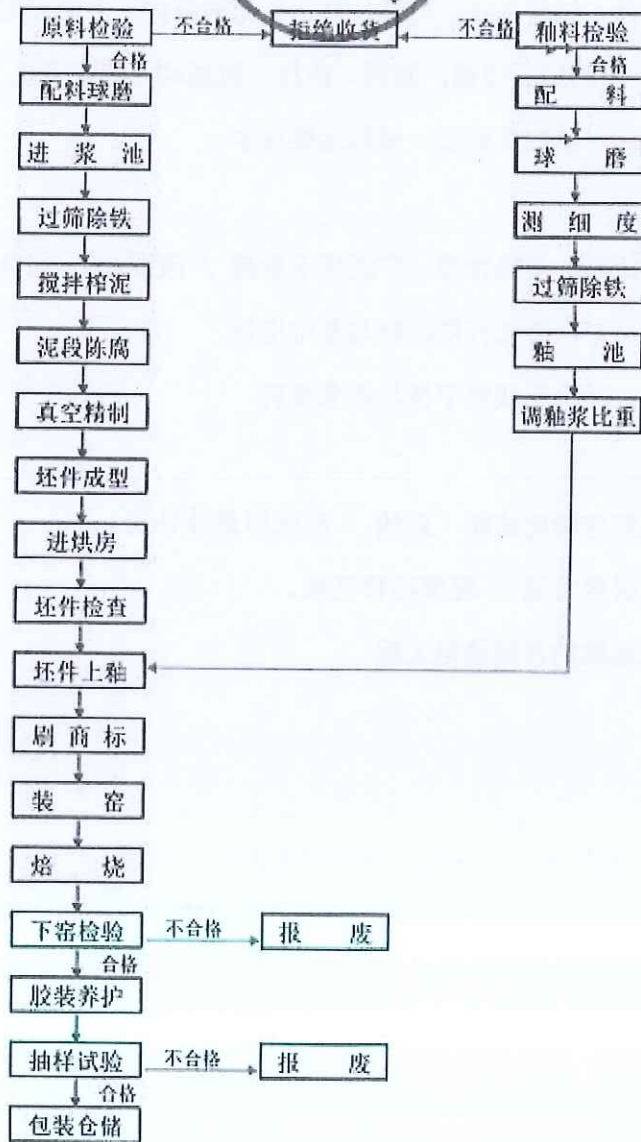 原料检验 不合格 拒绝收货 不合格 釉料检验
合格 合格
配料球磨 配 料
进 浆 池 球 磨
过筛除铁 测 细 度
搅拌榨泥 过筛除铁
泥段陈腐 釉 池
真空精制 调釉浆比重
坯件成型
进烘房
坯件检查
坯件上釉
刷 商 标
装 窑
焙 烧
下窑检验 不合格 报 废
合格
胶装养护
抽样试验 不合格 报 废
合格
包装仓储